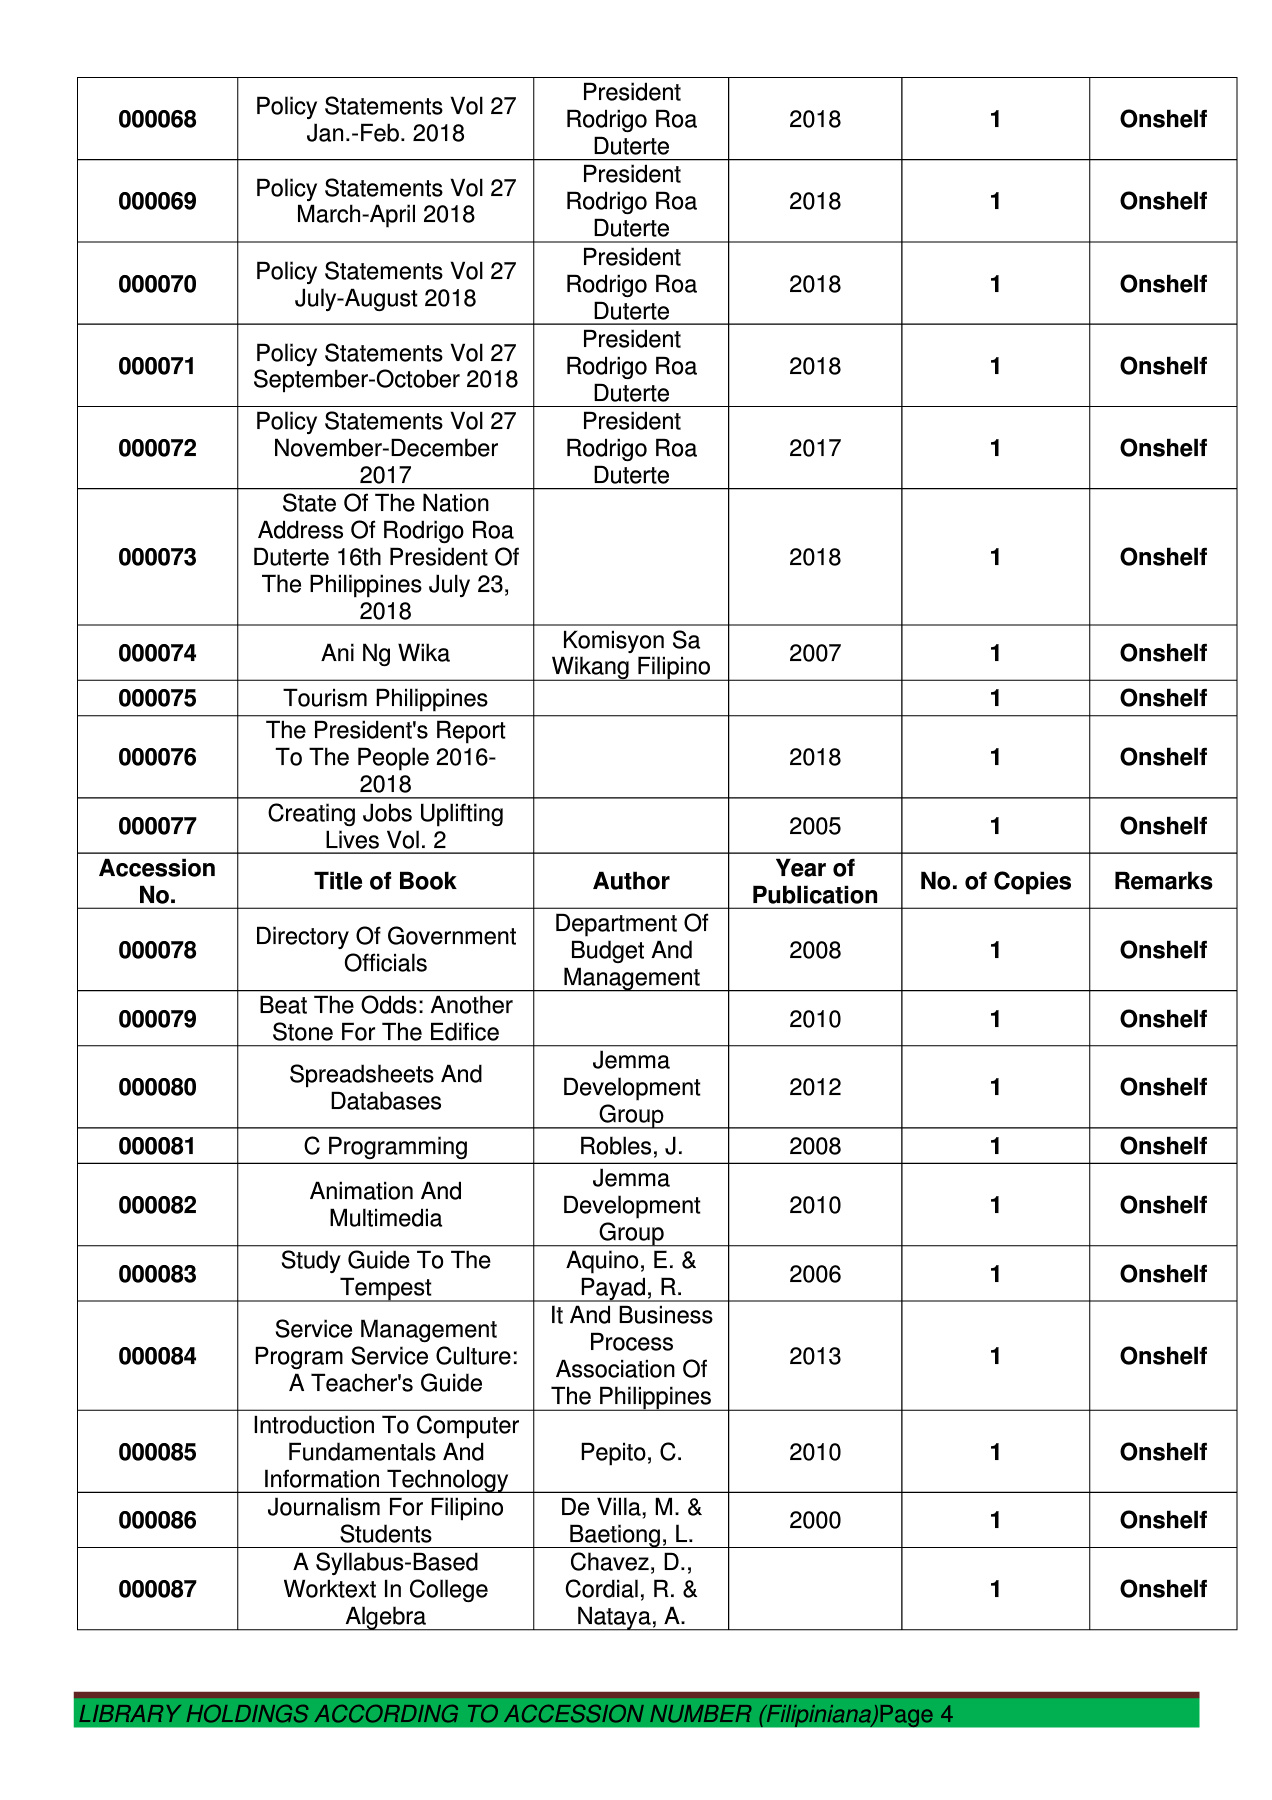 000068
Policy Statements Vol 27
Jan.-Feb. 2018
President
Rodrigo Roa
Duterte
2018
1
Onshelf
000069
Policy Statements Vol 27
March-April 2018
President
Rodrigo Roa
Duterte
2018
1
Onshelf
000070
Policy Statements Vol 27
July-August 2018
President
Rodrigo Roa
Duterte
2018
1
Onshelf
000071
Policy Statements Vol 27
September-October 2018
President
Rodrigo Roa
Duterte
2018
1
Onshelf
000072
Policy Statements Vol 27
November-December
2017
President
Rodrigo Roa
Duterte
2017
1
Onshelf
000073
State Of The Nation
Address Of Rodrigo Roa
Duterte 16th President Of
The Philippines July 23,
2018
2018
1
Onshelf
000074
Ani Ng Wika
Komisyon Sa
Wikang Filipino
2007
1
Onshelf
000075
Tourism Philippines
1
Onshelf
000076
The President's Report
To The People 2016-
2018
2018
1
Onshelf
000077
Creating Jobs Uplifting
Lives Vol. 2
2005
1
Onshelf
Accession
No.
Title of Book
Author
Year of
Publication
No. of Copies
Remarks
000078
Directory Of Government
Officials
Department Of
Budget And
Management
2008
1
Onshelf
000079
Beat The Odds: Another
Stone For The Edifice
2010
1
Onshelf
000080
Spreadsheets And
Databases
Jemma
Development
Group
2012
1
Onshelf
000081
C Programming
Robles, J.
2008
1
Onshelf
000082
Animation And
Multimedia
Jemma
Development
Group
2010
1
Onshelf
000083
Study Guide To The
Tempest
Aquino, E. &
Payad, R.
2006
1
Onshelf
000084
Service Management
Program Service Culture:
A Teacher's Guide
It And Business
Process
Association Of
The Philippines
2013
1
Onshelf
000085
Introduction To Computer
Fundamentals And
Information Technology
Pepito, C.
2010
1
Onshelf
000086
Journalism For Filipino
Students
De Villa, M. &
Baetiong, L.
2000
1
Onshelf
000087
A Syllabus-Based
Worktext In College
Algebra
Chavez, D.,
Cordial, R. &
Nataya, A.
1
Onshelf
LIBRARY HOLDINGS ACCORDING TO ACCESSION NUMBER (Filipiniana)Page 4